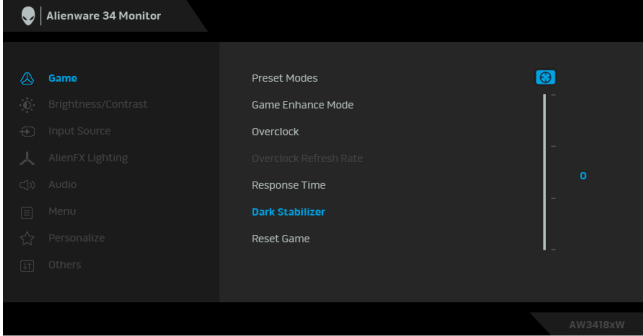 Alienware 34 Monitor
Game
Preset Modes
Brightness/Contrast
Game Enhance Mode
Input Source
Overclock
AlienFX Lighting
Overclock Refresh Rate
Audio
Response Time
0
Menu
Dark Stabilizer
Personalize
Reset Game
Others
AW3418xW